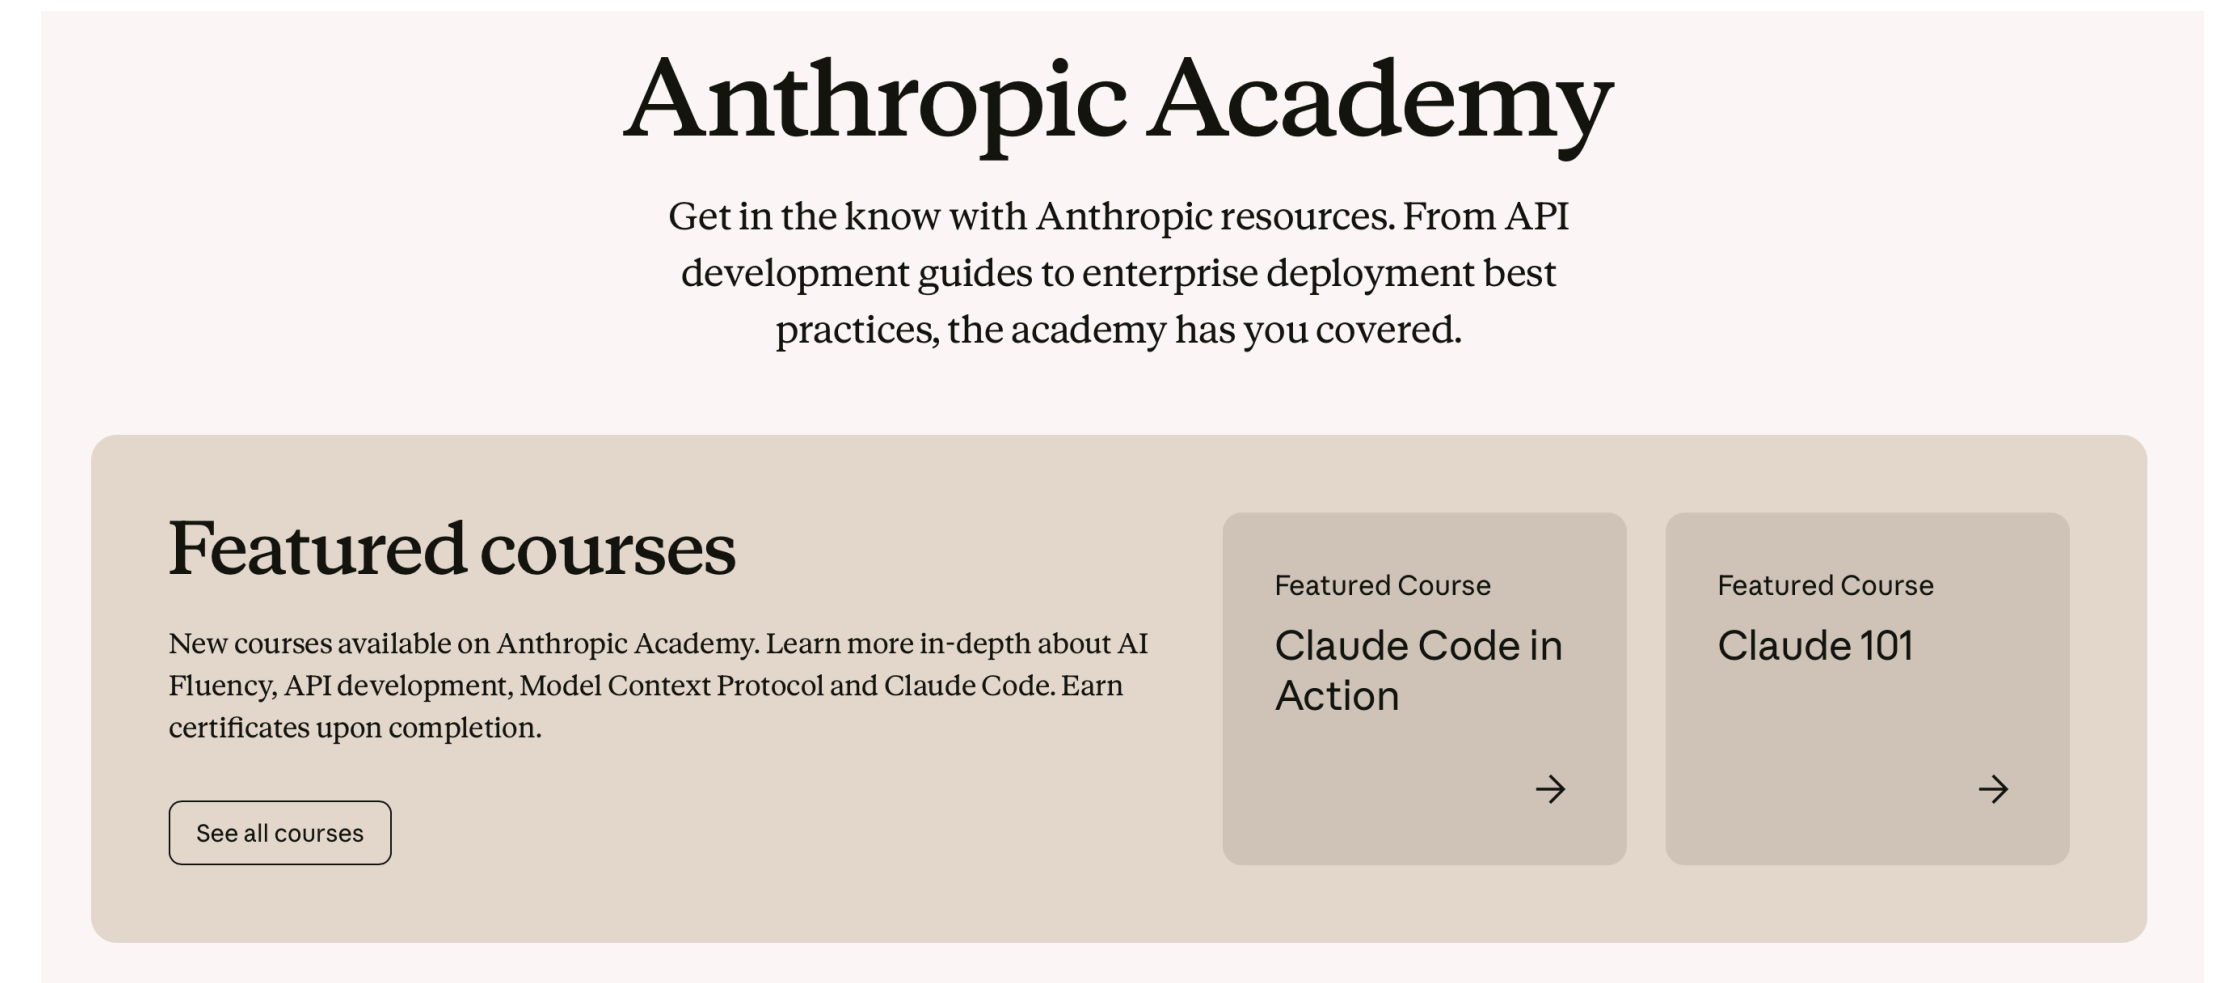 Anthropic Academy
Get in the know with Anthropic resources. From API
development guides to enterprise deployment best
practices, the academy has you covered.
Featured courses
New courses available on Anthropic Academy. Learn more in-depth about AI
Fluency, API development, Model Context Protocol and Claude Code. Earn
certificates upon completion.
See all courses
Featured Course
Claude Code in
Action
Featured Course
Claude 101